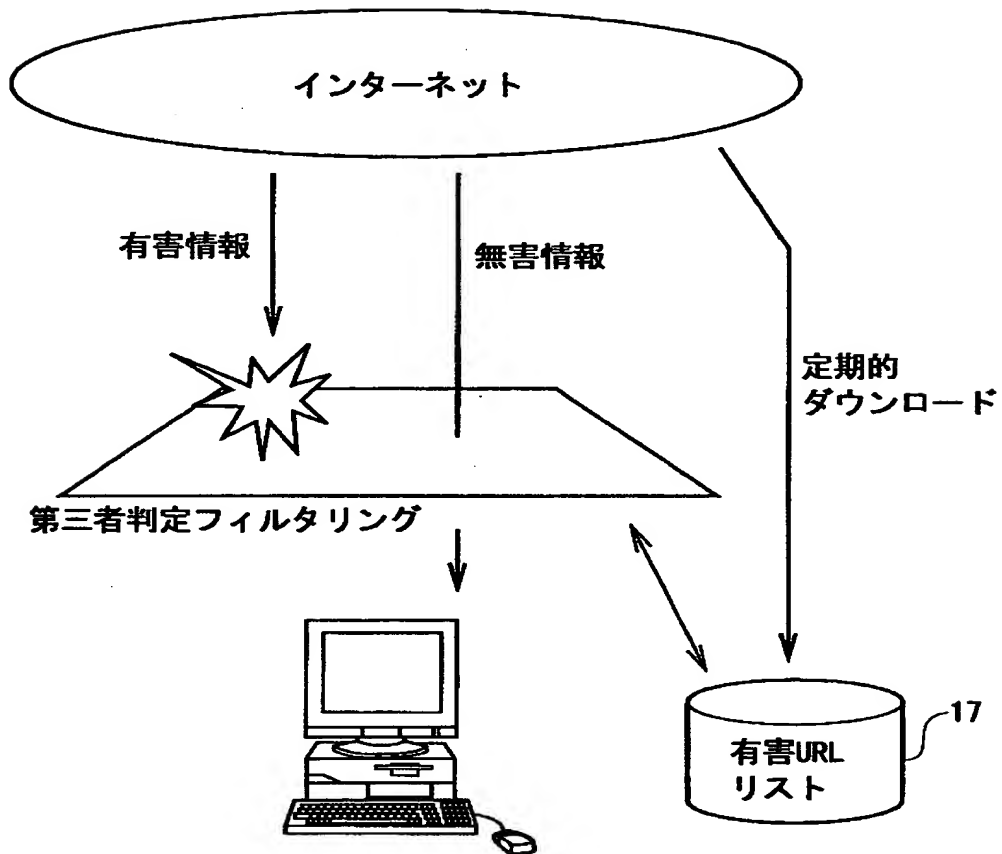 インターネット
有害情報
無害情報
定期的
ダウンロード
第三者判定フィルタリング
17
有害URL
リスト